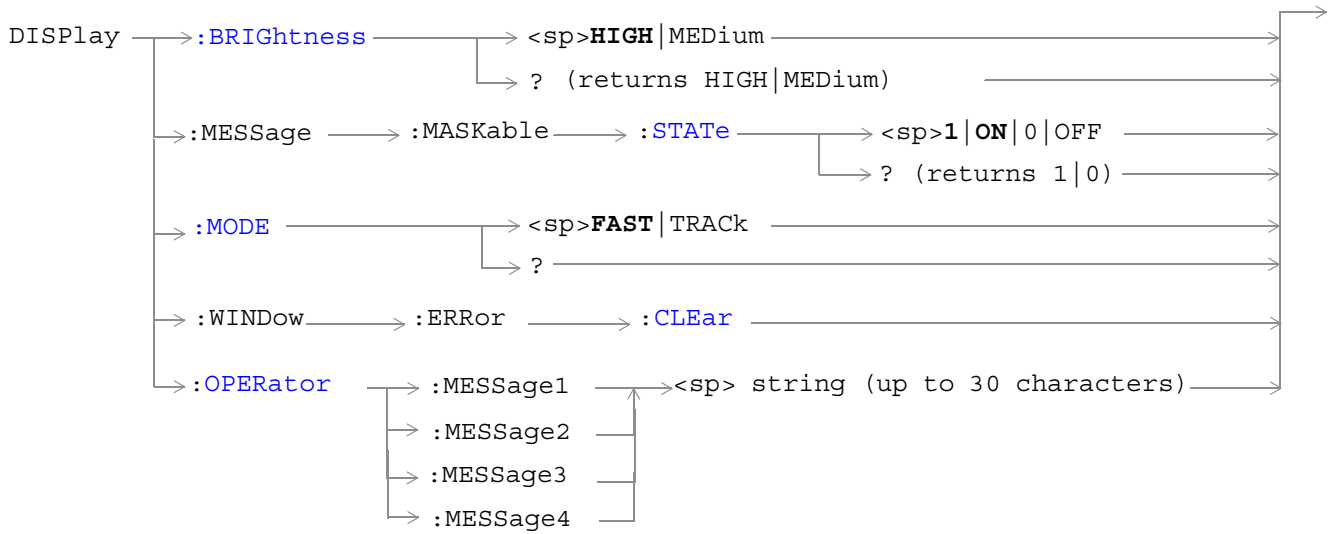 DISPlay :BRIGhtness <sp>HIGH|MEDium
? (returns HIGH|MEDium)
:MESSage :MASKable :STATe <sp>1|ON|0|OFF
? (returns 1|0)
:MODE <sp>FAST|TRACk
?
:WINDow :ERRor :CLEar
:OPERator :MESSage1 <sp> string (up to 30 characters)
:MESSage2
:MESSage3
:MESSage4